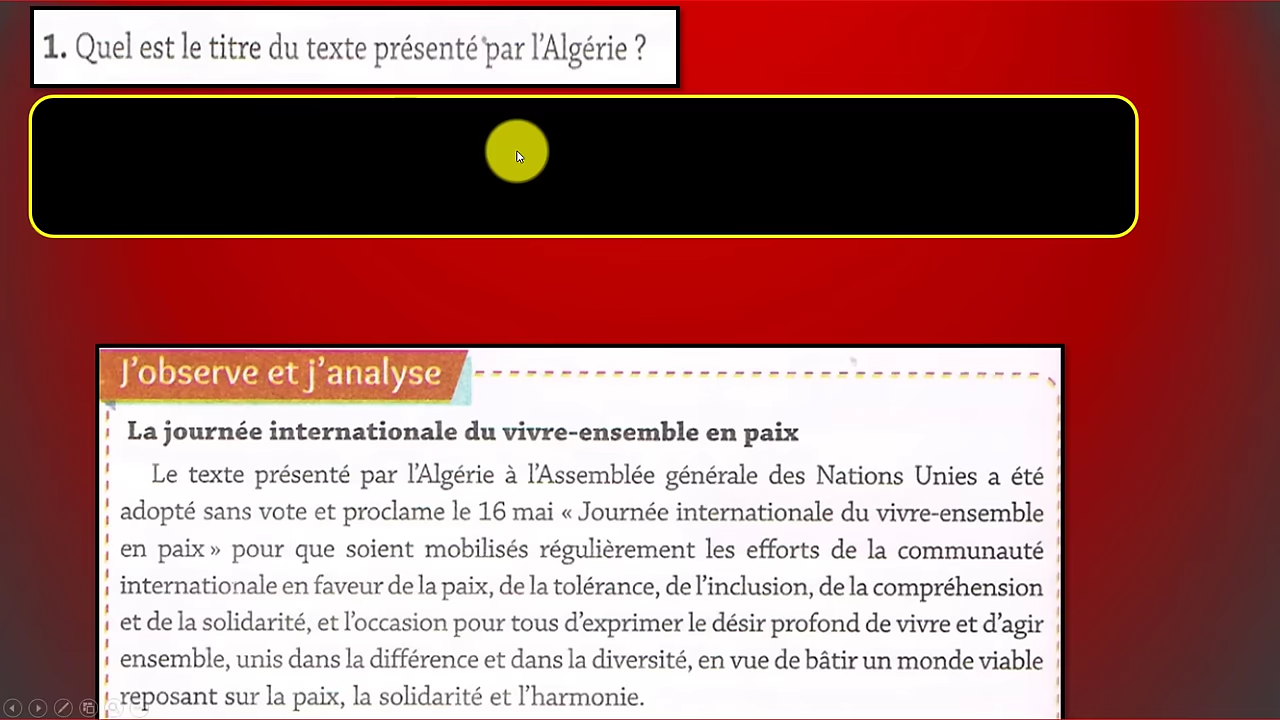 1. Quel est le titre du texte présenté par l'Algérie ?
J'observe et j'analyse
La journée internationale du vivre-ensemble en paix
Le texte présenté par l'Algérie à l'Assemblée générale des Nations Unies a été
adopté sans vote et proclame le 16 mai « Journée internationale du vivre-ensemble
en paix » pour que soient mobilisés régulièrement les efforts de la communauté
internationale en faveur de la paix, de la tolérance, de l'inclusion, de la compréhension
et de la solidarité, et l'occasion pour tous d'exprimer le désir profond de vivre et d'agir
ensemble, unis dans la différence et dans la diversité, en vue de bâtir un monde viable
reposant sur la paix, la solidarité et l'harmonie.